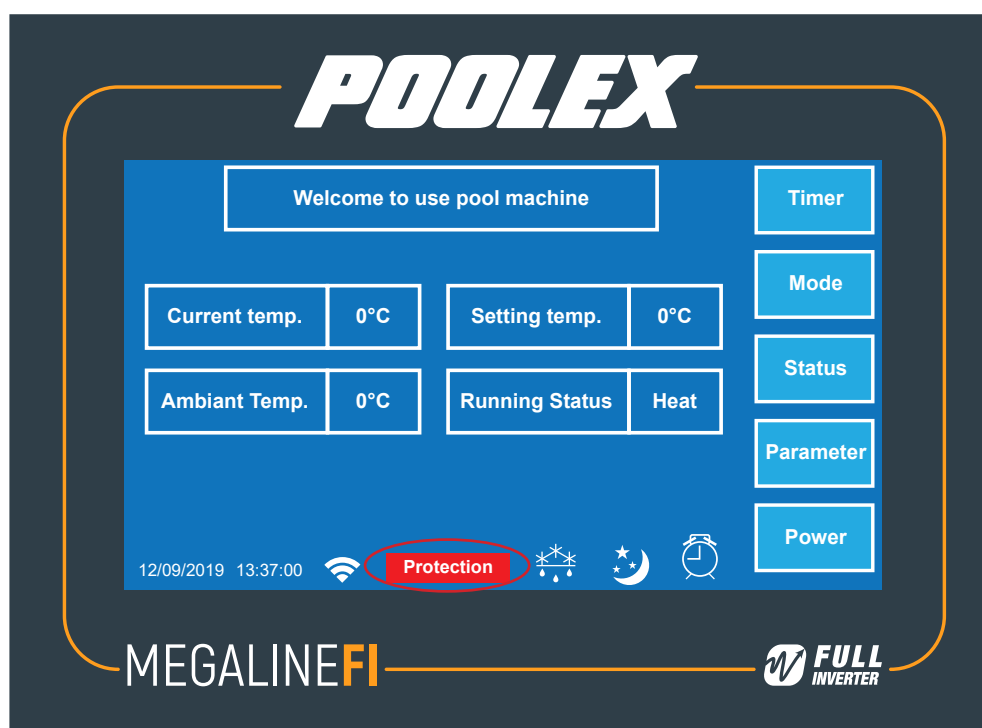 POOLEX
Welcome to use pool machine
Timer
Mode
Current temp. 0°C Setting temp. 0°C
Status
Ambiant Temp. 0°C Running Status Heat
Parameter
Power
12/09/2019 13:37:00 Protection
MEGALINEFI
FULL
INVERTER